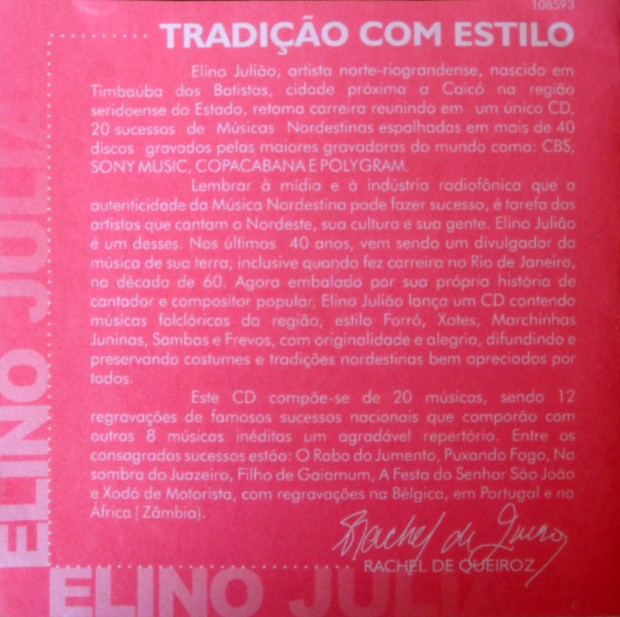 108593
TRADIÇÃO COM ESTILO
Elino Julião, artista norte-riograndense, nascido em
Timbaúba dos Batistas, cidade próxima a Caicó na região
seridoense do Estado, retoma carreira reunindo em um único CD,
20 sucessos de Músicas Nordestinas espalhadas em mais de 40
discos gravados pelas maiores gravadoras do mundo como: CBS,
SONY MUSIC, COPACABANA E POLYGRAM.
Lembrar à mídia e à indústria radiofônica que a
autenticidade da Música Nordestina pode fazer sucesso, é tarefa dos
artistas que cantam o Nordeste, sua cultura e sua gente. Elino Julião
é um desses. Nos últimos 40 anos, vem sendo um divulgador da
música de sua terra, inclusive quando fez carreira no Rio de Janeiro,
na década de 60. Agora embalado por sua própria história de
cantador e compositor popular, Elino Julião lança um CD contendo
músicas folclóricas da região, estilo Forró, Xotes, Marchinhas
Juninas, Sambas e Frevos, com originalidade e alegria, difundindo e
preservando costumes e tradições nordestinas bem apreciados por
todos.
Este CD compõe-se de 20 músicas, sendo 12
regravações de famosos sucessos nacionais que comporão com
outras 8 músicas inéditas um agradável repertório. Entre os
consagrados sucessos estão: O Rabo do Jumento, Puxando Fogo, Na
sombra do Juazeiro, Filho de Gaiamum, A Festa do Senhor São João
e Xodó de Motorista, com regravações na Bélgica, em Portugal e na
África ( Zâmbia).
Rachel de Queiroz
RACHEL DE QUEIROZ
ELINO JULIA
ELINO JULIA